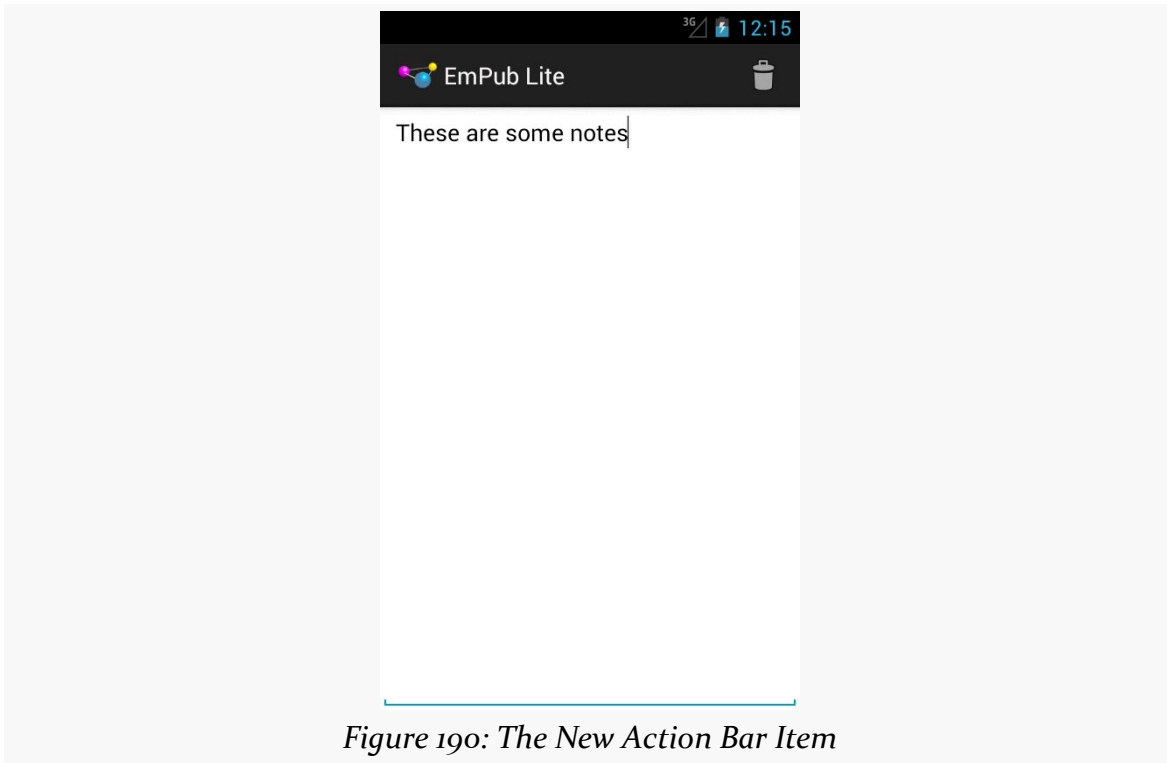 3G 12:15
EmPub Lite
These are some notes
Figure 190: The New Action Bar Item